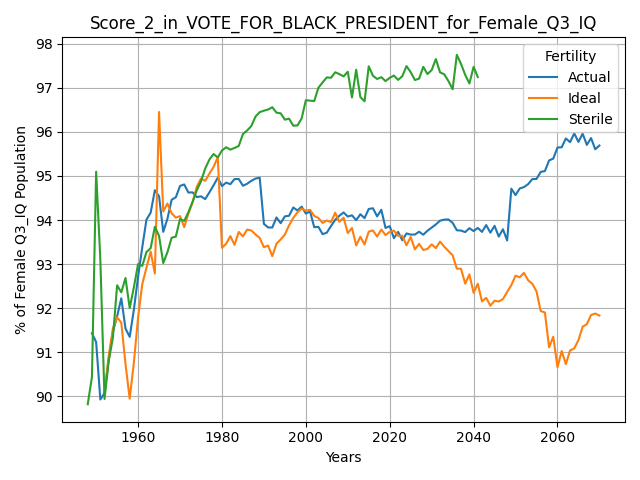 Score_2_in_VOTE_FOR_BLACK_PRESIDENT_for_Female_Q3_IQ
% of Female Q3_IQ Population
98
97
96
95
94
93
92
91
90
Fertility
Actual
Ideal
Sterile
1960
1980
2000
2020
2040
2060
Years